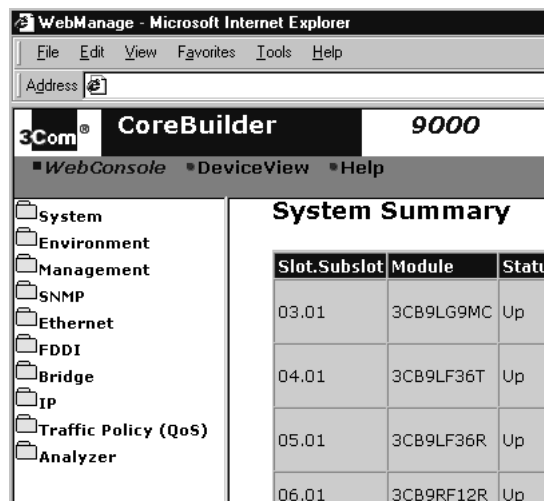 WebManage - Microsoft Internet Explorer
File Edit View Favorites Tools Help
Address
3Com® CoreBuilder 9000
WebConsole DeviceView Help
System
Environment
Management
SNMP
Ethernet
FDDI
Bridge
IP
Traffic Policy (QoS)
Analyzer
System Summary
Slot.Subslot Module Statu
03.01 3CB9LG9MC Up
04.01 3CB9LF36T Up
05.01 3CB9LF36R Up
06.01 3CB9RF12R Up